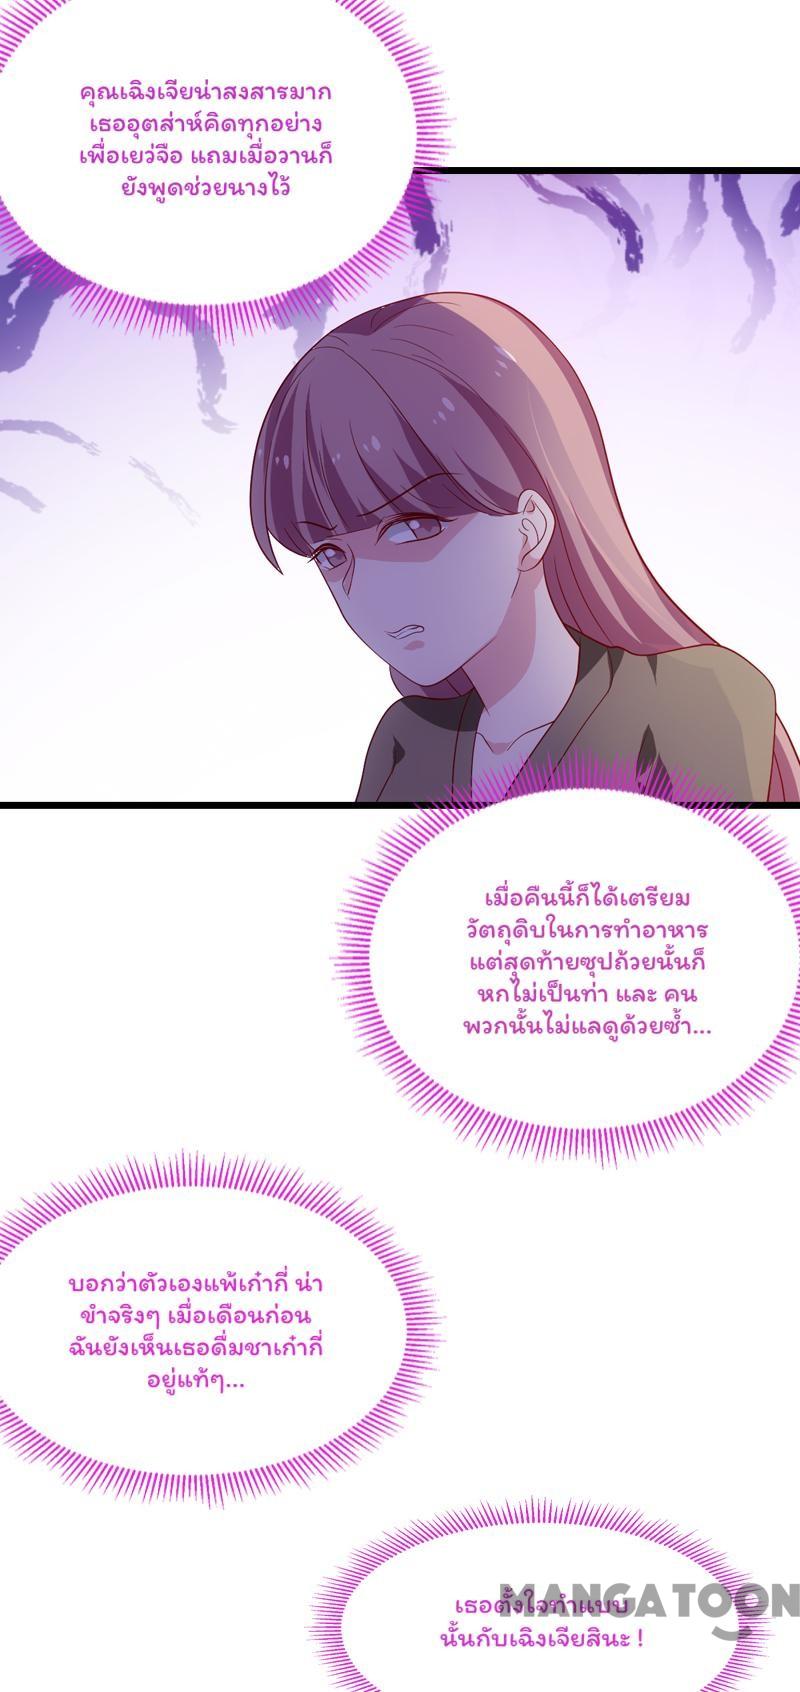 คุณเฉิงเจียน่าสงสารมาก
เธออุตส่าห์คิดทุกอย่าง
เพื่อเยว่จือ แถมเมื่อวานก็
ยังพูดช่วยนางไว้
เมื่อคืนนี้ก็ได้เตรียม
วัตถุดิบในการทำอาหาร
แต่สุดท้ายซุปถ้วยนั้นก็
หกไม่เป็นท่า และ คน
พวกนั้นไม่แลดูด้วยซ้ำ...
บอกว่าตัวเองแพ้เก๋ากี่ น่า
ขำจริงๆ เมื่อเดือนก่อน
ฉันยังเห็นเธอดื่มชาเก๋ากี่
อยู่แท้ๆ...
เธอตั้งใจทำแบบ
นั้นกับเฉิงเจียสินะ !
MANGATOON